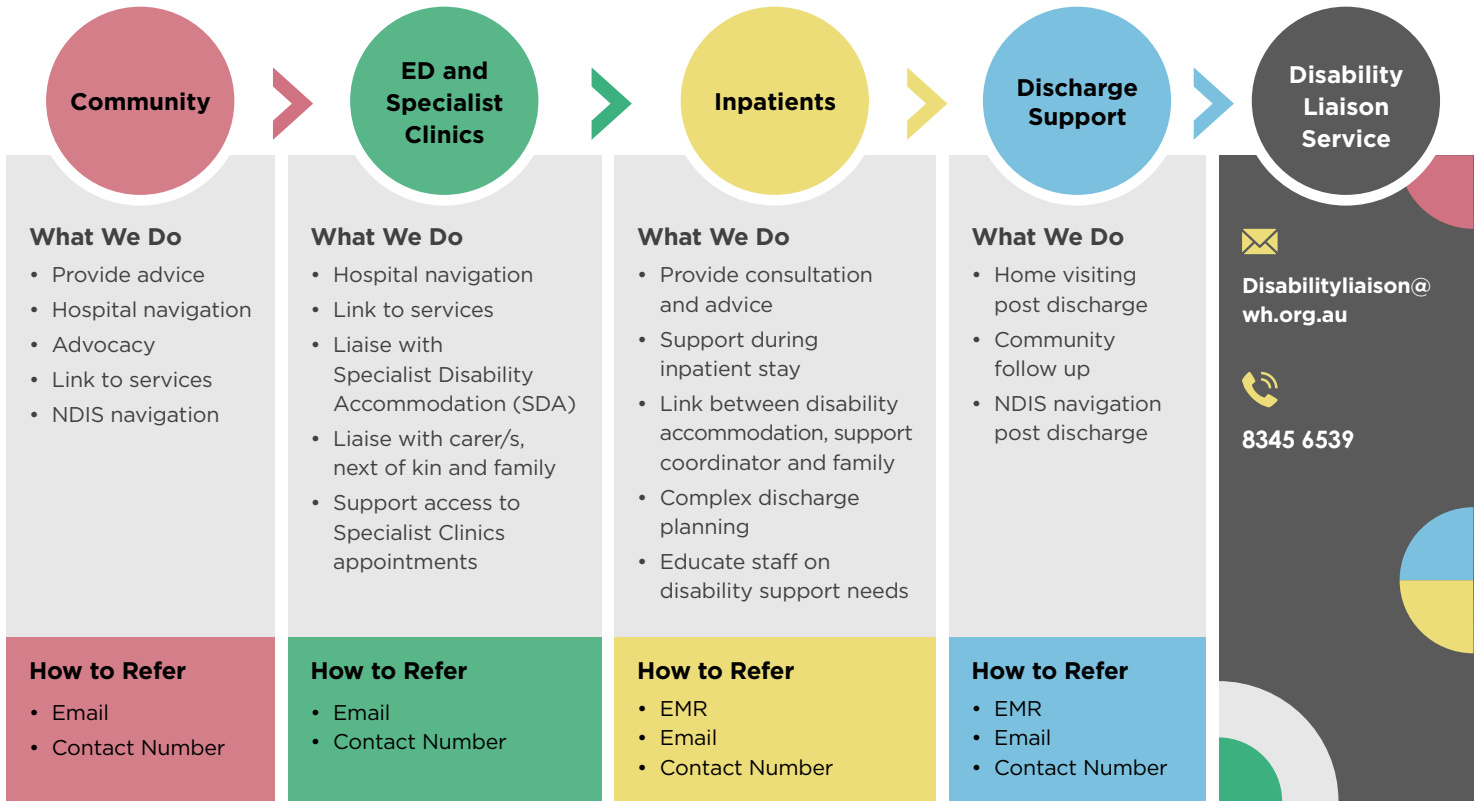 Community
What We Do
• Provide advice
• Hospital navigation
• Advocacy
• Link to services
• NDIS navigation
How to Refer
• Email
• Contact Number
ED and
Specialist
Clinics
What We Do
• Hospital navigation
• Link to services
• Liaise with
Specialist Disability
Accommodation (SDA)
• Liaise with carer/s,
next of kin and family
• Support access to
Specialist Clinics
appointments
How to Refer
• Email
• Contact Number
Inpatients
What We Do
• Provide consultation
and advice
• Support during
inpatient stay
• Link between disability
accommodation, support
coordinator and family
• Complex discharge
planning
• Educate staff on
disability support needs
How to Refer
• EMR
• Email
• Contact Number
Discharge
Support
What We Do
• Home visiting
post discharge
• Community
follow up
• NDIS navigation
post discharge
How to Refer
• EMR
• Email
• Contact Number
Disability
Liaison
Service
Disabilityliaison@
wh.org.au
8345 6539